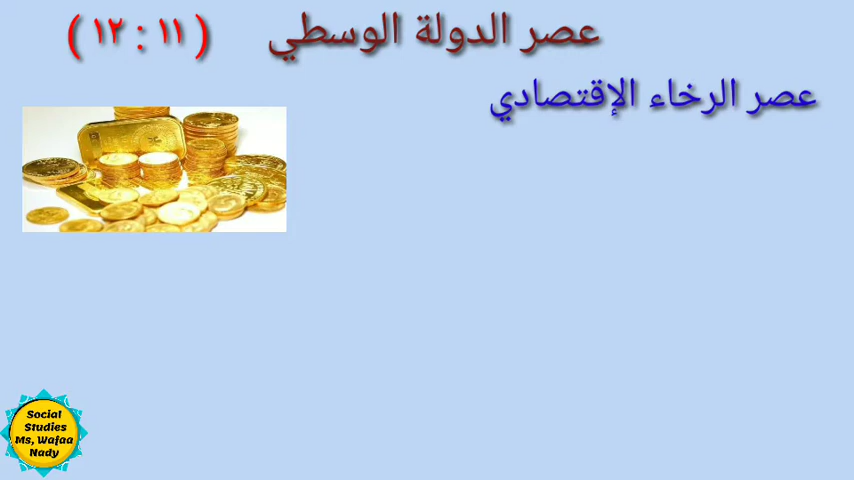 عصر الدولة الوسطي ( ١١ : ١٢ )
عصر الرخاء الإقتصادي
Social
Studies
Ms, Wafaa
Nady